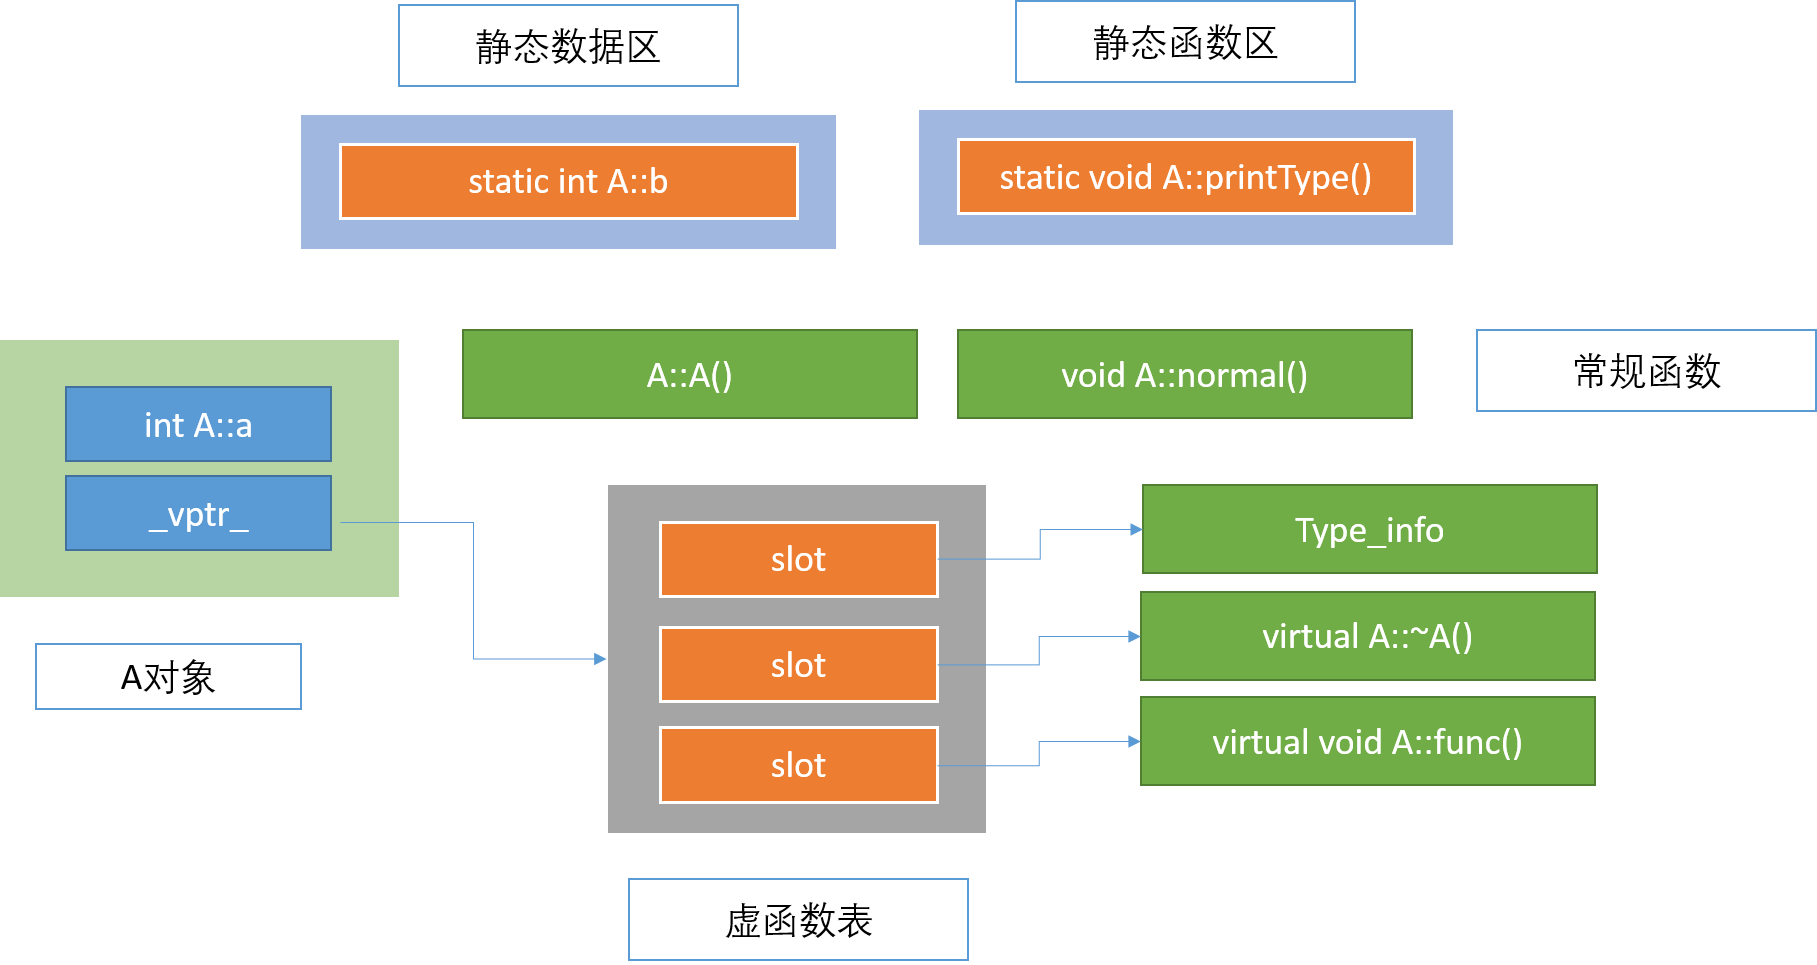 静态数据区
静态函数区
static int A::b
static void A::printType()
A::A()
void A::normal()
常规函数
int A::a
_vptr_
slot
Type_info
slot
virtual A::~A()
A对象
slot
virtual void A::func()
虚函数表